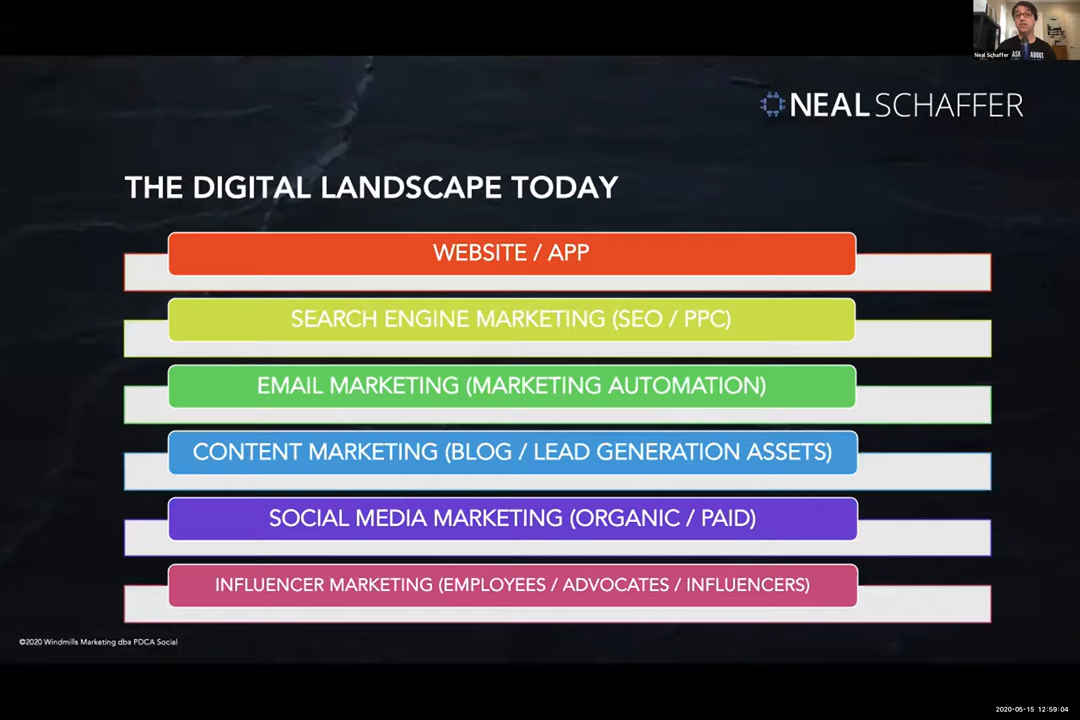 Neal Schaffer
ASK ABOUT
NEAL SCHAFFER
THE DIGITAL LANDSCAPE TODAY
WEBSITE / APP
SEARCH ENGINE MARKETING (SEO / PPC)
EMAIL MARKETING (MARKETING AUTOMATION)
CONTENT MARKETING (BLOG / LEAD GENERATION ASSETS)
SOCIAL MEDIA MARKETING (ORGANIC / PAID)
INFLUENCER MARKETING (EMPLOYEES / ADVOCATES / INFLUENCERS)
©2020 Windmills Marketing dba PDCA Social
2020-05-15 12:59:04